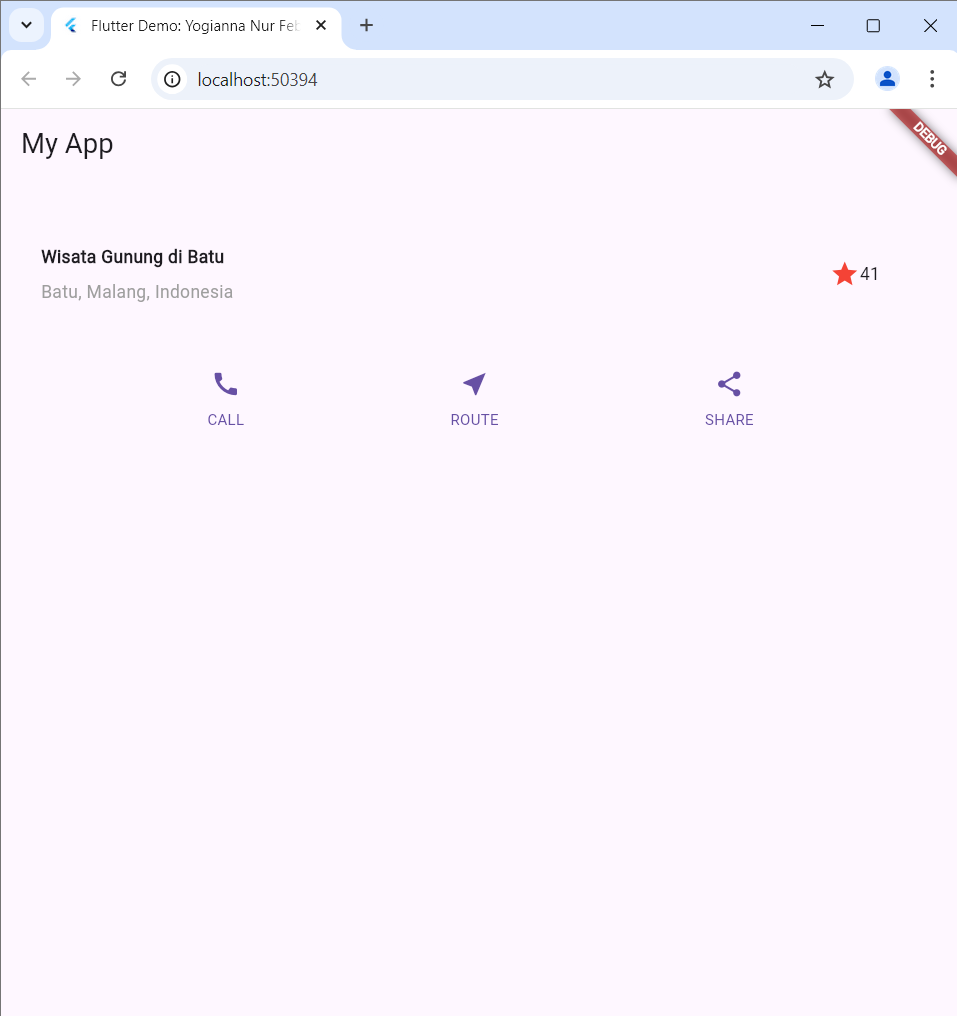 Flutter Demo: Yogianna Nur Feb
localhost:50394
DEBUG
My App
Wisata Gunung di Batu
Batu, Malang, Indonesia
41
CALL
ROUTE
SHARE